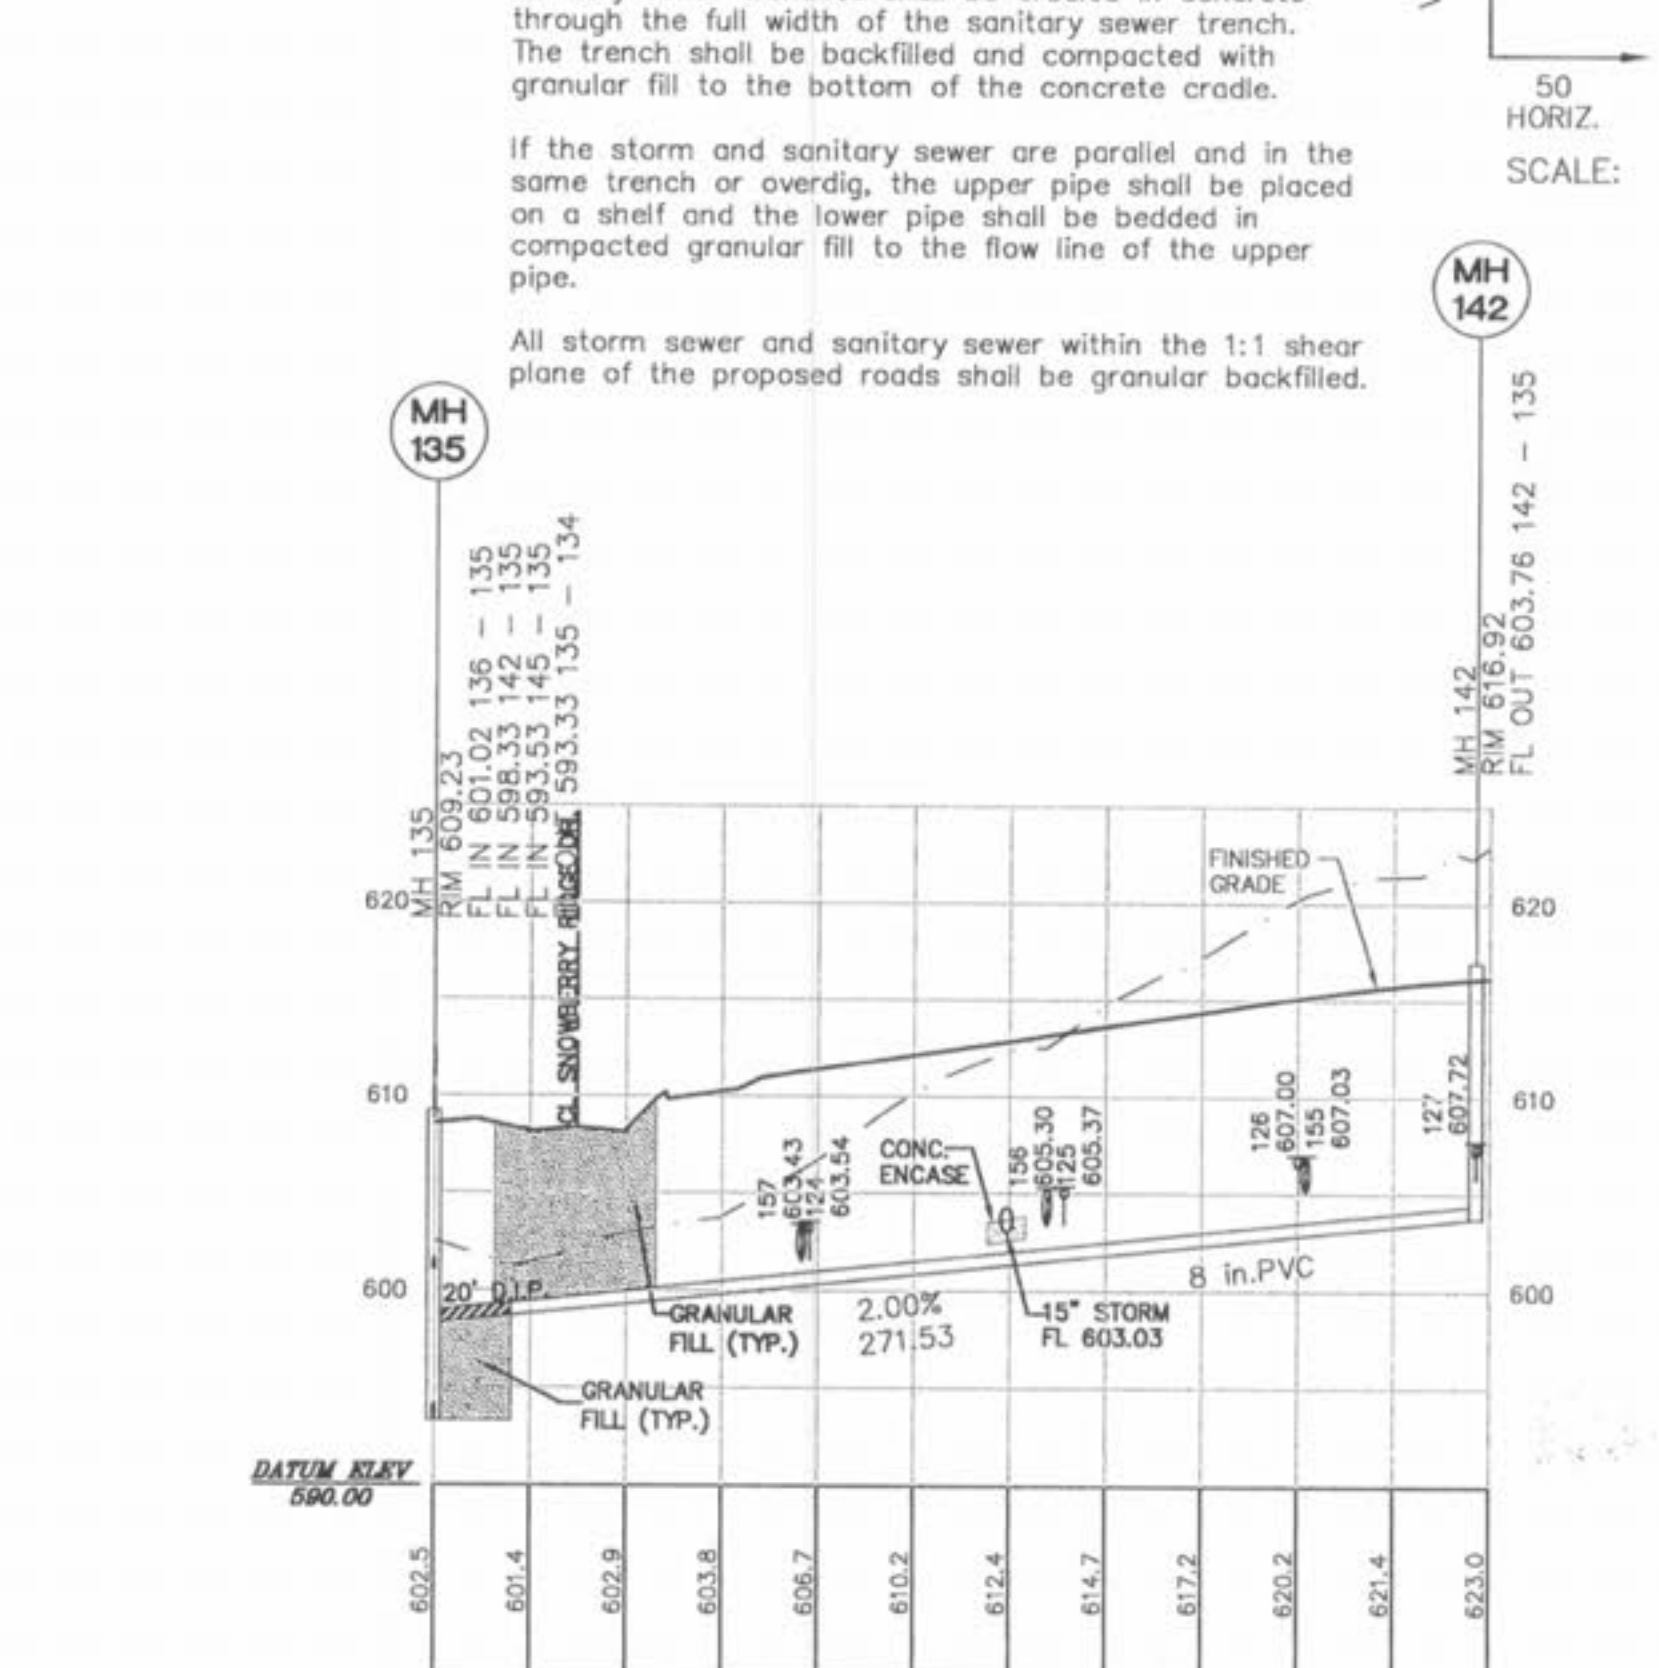 through the full width of the sanitary sewer trench.
The trench shall be backfilled and compacted with
granular fill to the bottom of the concrete cradle.
If the storm and sanitary sewer are parallel and in the
same trench or overdig, the upper pipe shall be placed
on a shelf and the lower pipe shall be bedded in
compacted granular fill to the flow line of the upper
pipe.
All storm sewer and sanitary sewer within the 1:1 shear
plane of the proposed roads shall be granular backfilled.
50
HORIZ.
SCALE:
MH
142
MH
135
MH 135
RIM 609.23
FL IN 601.02 136 - 135
FL IN 598.33 142 - 135
FL IN 593.53 145 - 135
593.33 135 - 134
CL SNOWBERRY RIDGE DR.
MH 142
RIM 616.92
FL OUT 603.76 142 - 135
620
610
600
620
610
600
FINISHED
GRADE
157
603.43
124
603.54
CONC.
ENCASE
156
605.30
125
605.37
126
607.00
155
607.03
127
607.72
20' D.I.P.
GRANULAR
FILL (TYP.)
2.00%
271.53
15" STORM
FL 603.03
8 in.PVC
GRANULAR
FILL (TYP.)
DATUM ELEV
590.00
602.5
601.4
602.9
603.8
606.7
610.2
612.4
614.7
617.2
620.2
621.4
623.0